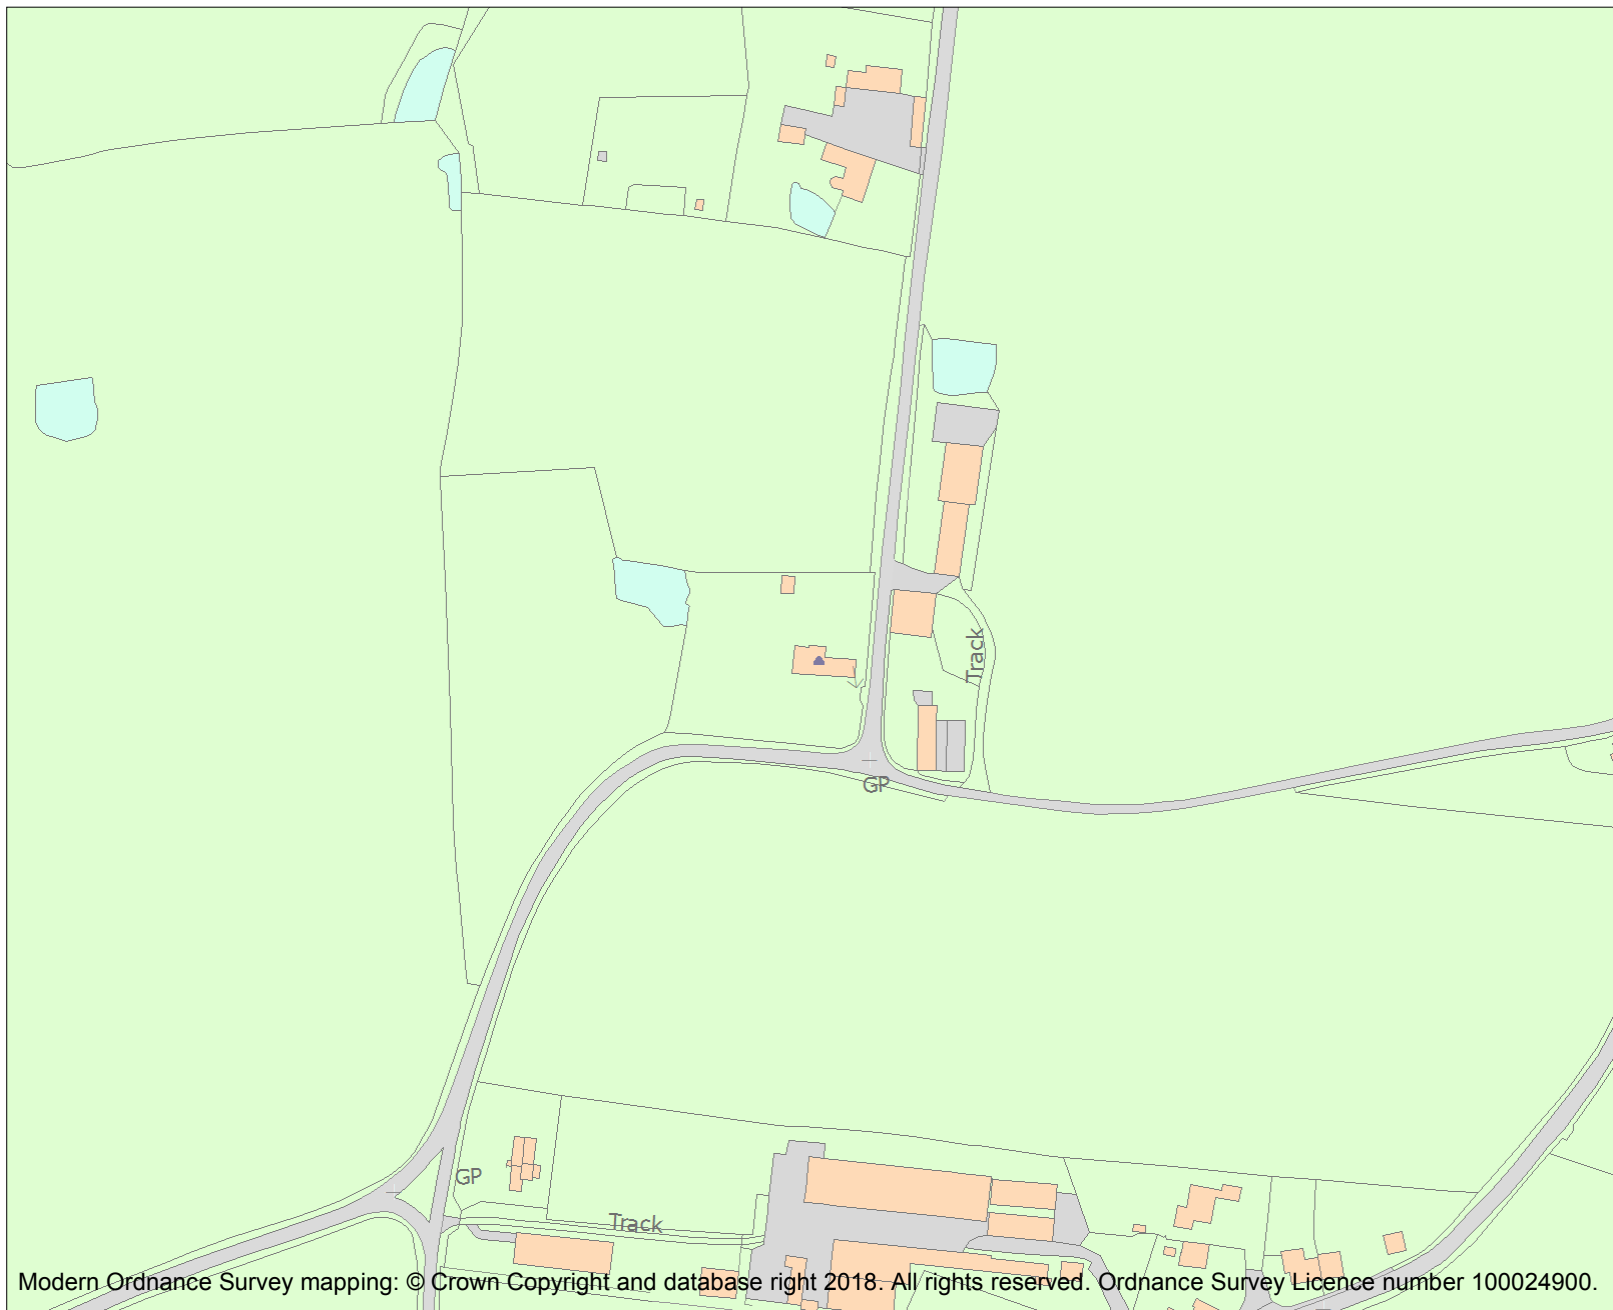 Track
GP
GP
Track
Modern Ordnance Survey mapping: © Crown Copyright and database right 2018. All rights reserved. Ordnance Survey Licence number 100024900.